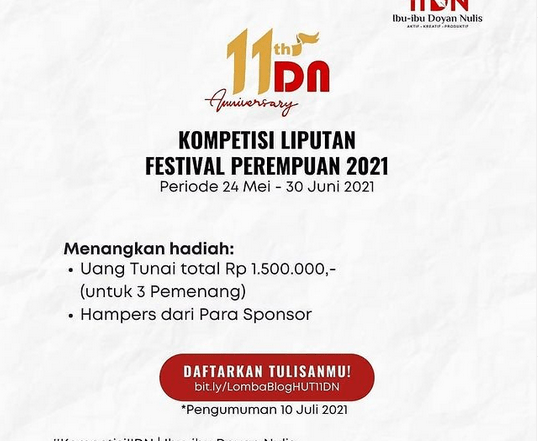 IIDN
Ibu-ibu Doyan Nulis
AKTIF - KREATIF - PRODUKTIF
11th
IIDN
Anniversary
KOMPETISI LIPUTAN
FESTIVAL PEREMPUAN 2021
Periode 24 Mei - 30 Juni 2021
Menangkan hadiah:
• Uang Tunai total Rp 1.500.000,-
(untuk 3 Pemenang)
• Hampers dari Para Sponsor
DAFTARKAN TULISANMU!
bit.ly/LombaBlogHUT11DN
*Pengumuman 10 Juli 2021